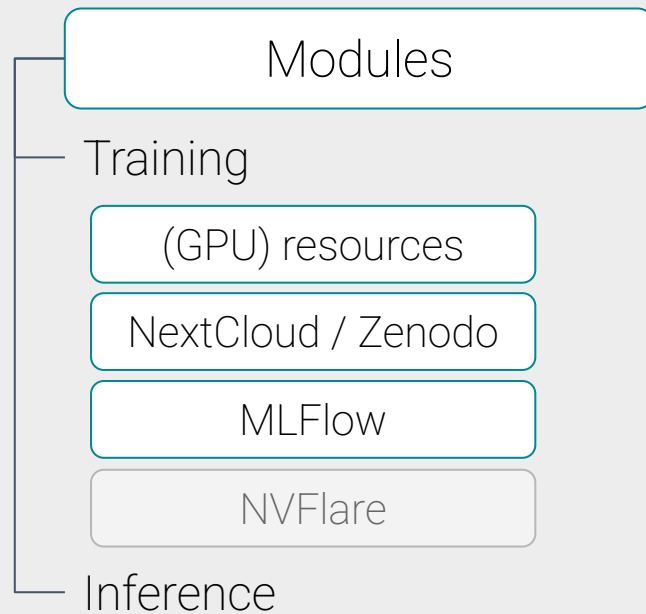 Modules
Training
(GPU) resources
NextCloud / Zenodo
MLFlow
NVFlare
Inference